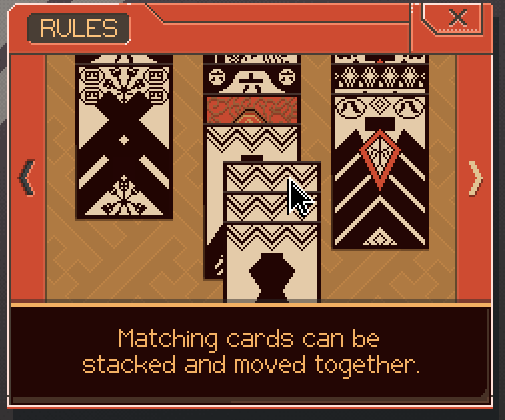 RULES
X
Matching cards can be
stacked and moved together.